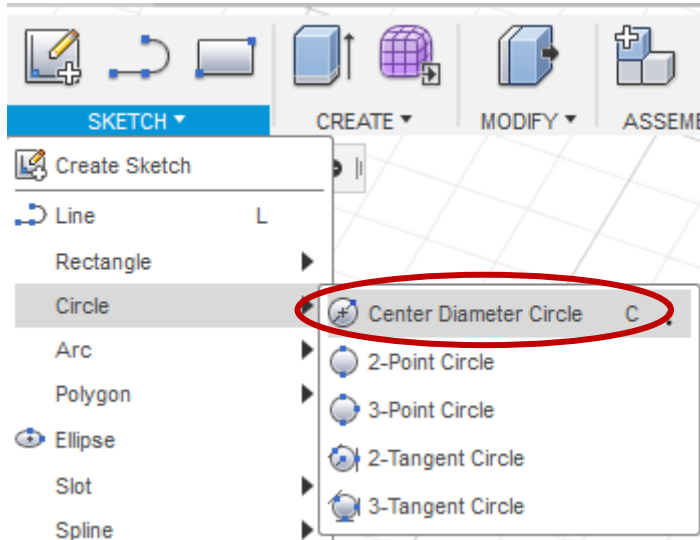 SKETCH CREATE MODIFY ASSEME
Create Sketch
Line L
Rectangle
Circle
Center Diameter Circle C
Arc
2-Point Circle
Polygon
3-Point Circle
Ellipse
2-Tangent Circle
Slot
3-Tangent Circle
Spline